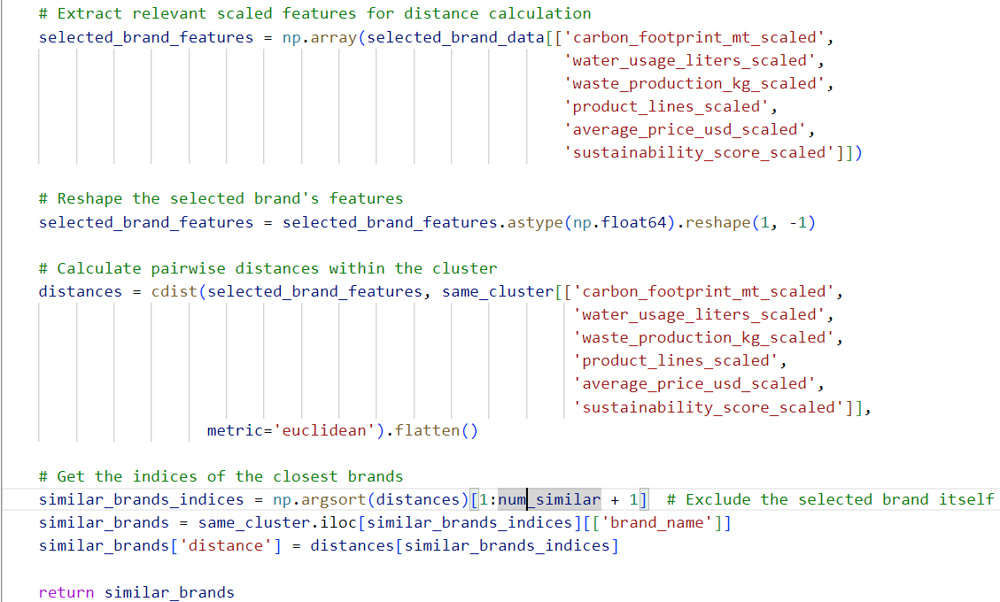 # Extract relevant scaled features for distance calculation
selected_brand_features = np.array(selected_brand_data[['carbon_footprint_mt_scaled',
'water_usage_liters_scaled',
'waste_production_kg_scaled',
'product_lines_scaled',
'average_price_usd_scaled',
'sustainability_score_scaled']])
# Reshape the selected brand's features
selected_brand_features = selected_brand_features.astype(np.float64).reshape(1, -1)
# Calculate pairwise distances within the cluster
distances = cdist(selected_brand_features, same_cluster[['carbon_footprint_mt_scaled',
'water_usage_liters_scaled',
'waste_production_kg_scaled',
'product_lines_scaled',
'average_price_usd_scaled',
'sustainability_score_scaled']],
metric='euclidean').flatten()
# Get the indices of the closest brands
similar_brands_indices = np.argsort(distances)[1:num_similar + 1]  # Exclude the selected brand itself
similar_brands = same_cluster.iloc[similar_brands_indices][['brand_name']]
similar_brands['distance'] = distances[similar_brands_indices]
return similar_brands